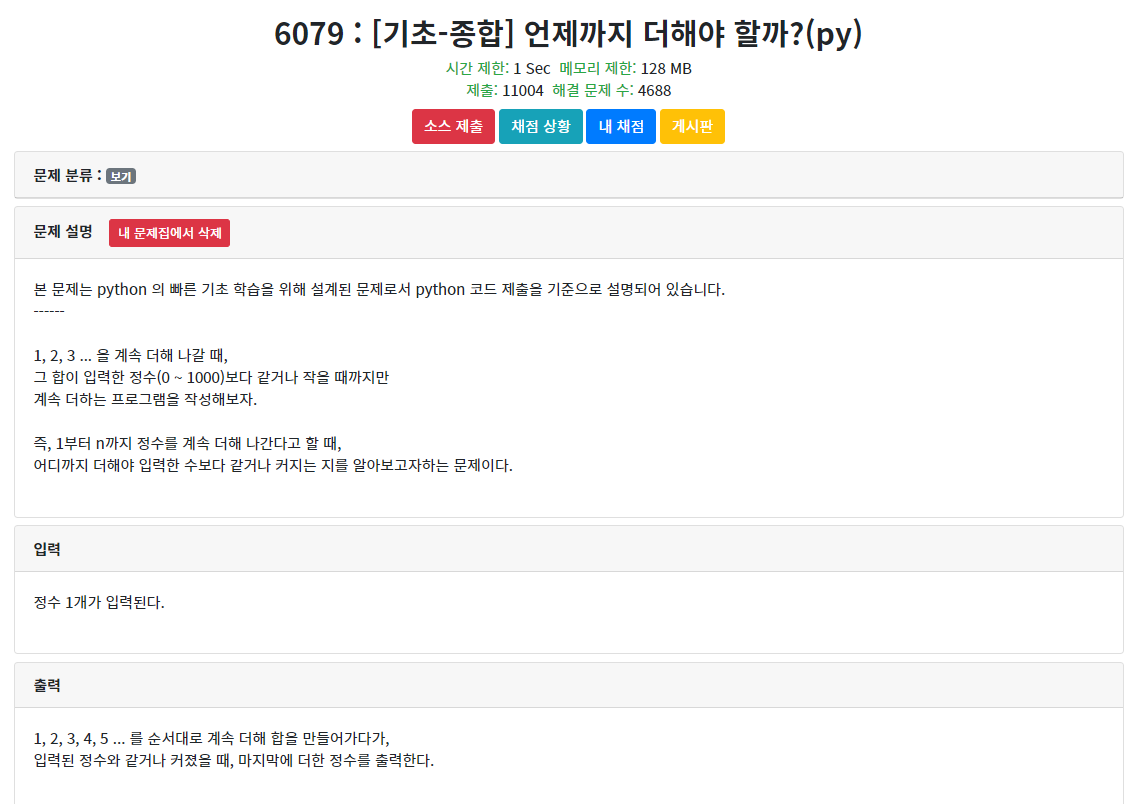 6079 : [기초-종합] 언제까지 더해야 할까?(py)
시간 제한: 1 Sec 메모리 제한: 128 MB
제출: 11004 해결 문제 수: 4688
소스 제출 채점 상황 내 채점 게시판
문제 분류 : 보기
문제 설명 내 문제집에서 삭제
본 문제는 python 의 빠른 기초 학습을 위해 설계된 문제로서 python 코드 제출을 기준으로 설명되어 있습니다.
------
1, 2, 3 ... 을 계속 더해 나갈 때,
그 합이 입력한 정수(0 ~ 1000)보다 같거나 작을 때까지만
계속 더하는 프로그램을 작성해보자.
즉, 1부터 n까지 정수를 계속 더해 나간다고 할 때,
어디까지 더해야 입력한 수보다 같거나 커지는 지를 알아보고자하는 문제이다.
입력
정수 1개가 입력된다.
출력
1, 2, 3, 4, 5 ... 를 순서대로 계속 더해 합을 만들어가다가,
입력된 정수와 같거나 커졌을 때, 마지막에 더한 정수를 출력한다.